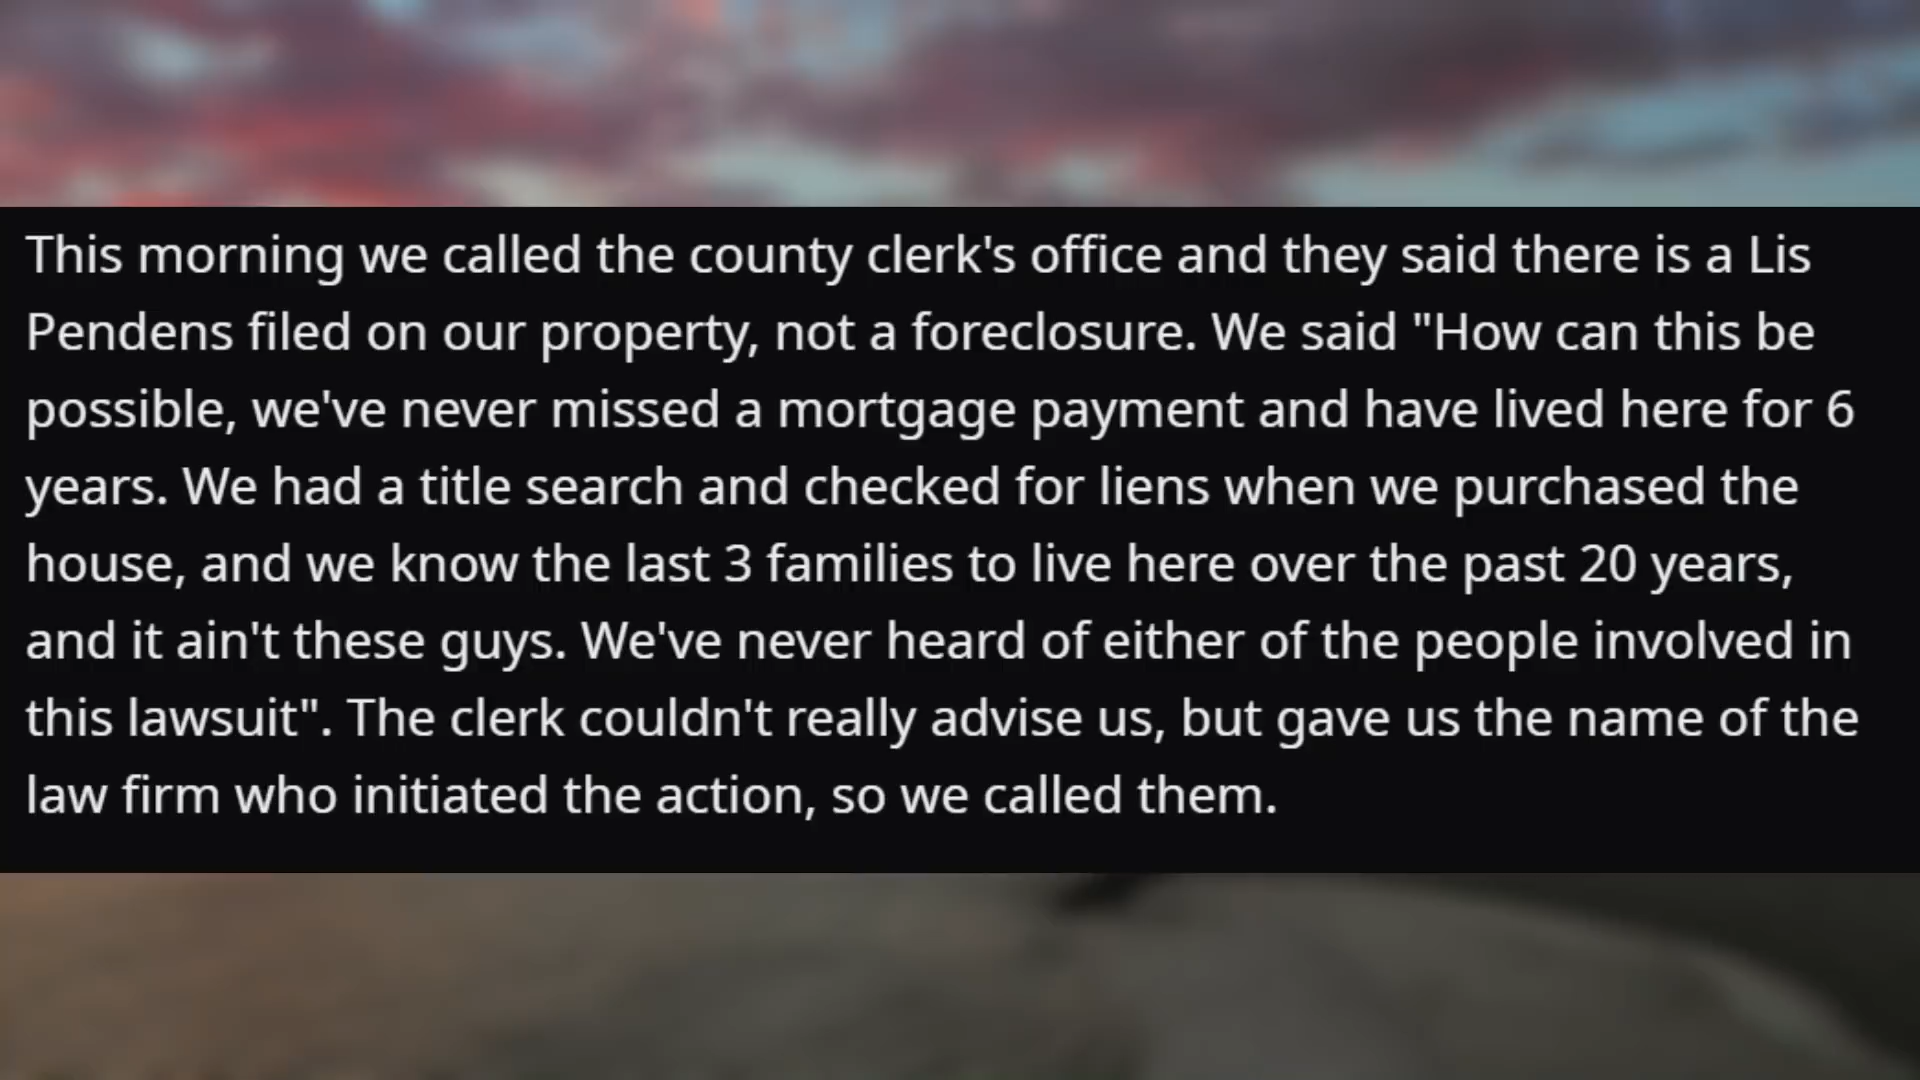 This morning we called the county clerk's office and they said there is a Lis
Pendens filed on our property, not a foreclosure. We said "How can this be
possible, we've never missed a mortgage payment and have lived here for 6
years. We had a title search and checked for liens when we purchased the
house, and we know the last 3 families to live here over the past 20 years,
and it ain't these guys. We've never heard of either of the people involved in
this lawsuit". The clerk couldn't really advise us, but gave us the name of the
law firm who initiated the action, so we called them.